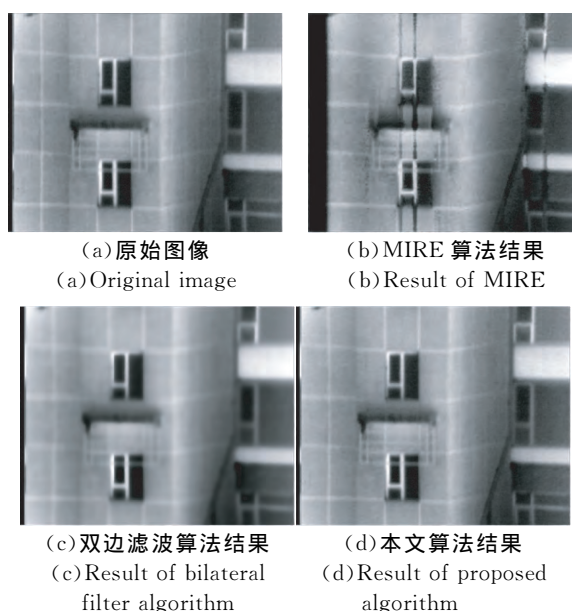 (a)原始图像
(a)Original image
(b)MIRE 算法结果
(b)Result of MIRE
(c)双边滤波算法结果
(c)Result of bilateral
filter algorithm
(d)本文算法结果
(d)Result of proposed
algorithm